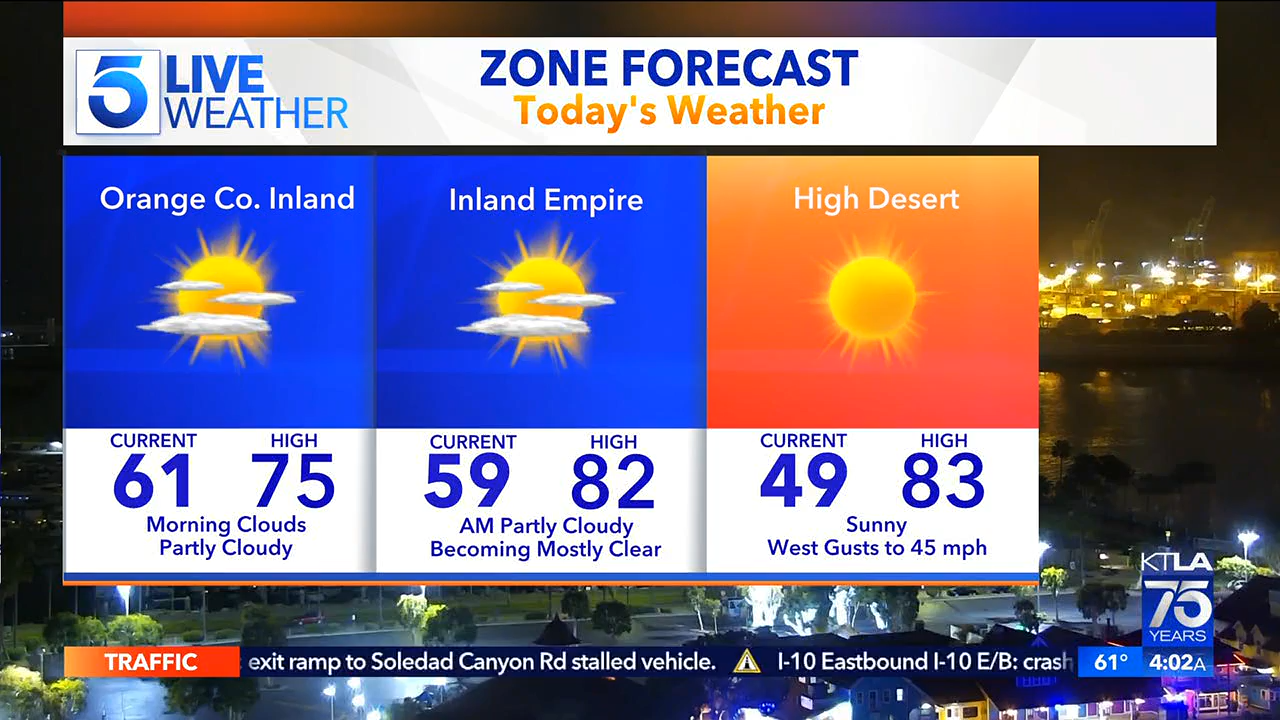 5 LIVE
WEATHER
ZONE FORECAST
Today's Weather
Orange Co. Inland
CURRENT HIGH
61 75
Morning Clouds
Partly Cloudy
Inland Empire
CURRENT HIGH
59 82
AM Partly Cloudy
Becoming Mostly Clear
High Desert
CURRENT HIGH
49 83
Sunny
West Gusts to 45 mph
KTLA
75
YEARS
TRAFFIC
exit ramp to Soledad Canyon Rd stalled vehicle. I-10 Eastbound I-10 E/B: crash
61° 4:02A